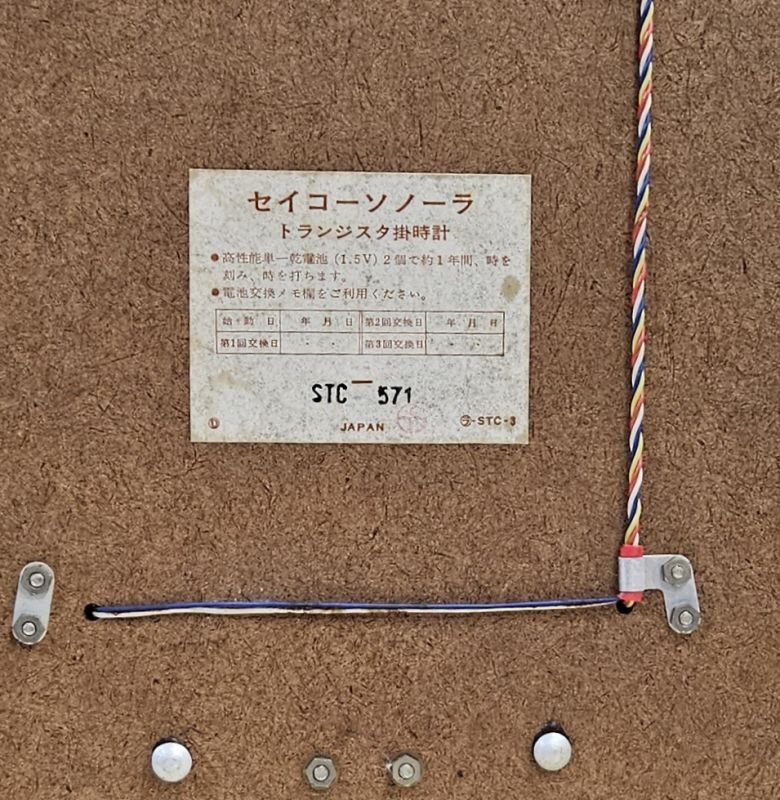 セイコーソノーラ
トランジスタ掛時計
●高性能単一乾電池 (1.5V) 2個で約1年間、時を
刻み、時を打ちます。
●電池交換メモ欄をご利用ください。
始動日 年 月 日 第2回交換日 年 月 日
第1回交換日 ・ ・ 第3回交換日 ・ ・
STC-571
JAPAN
-STC-3